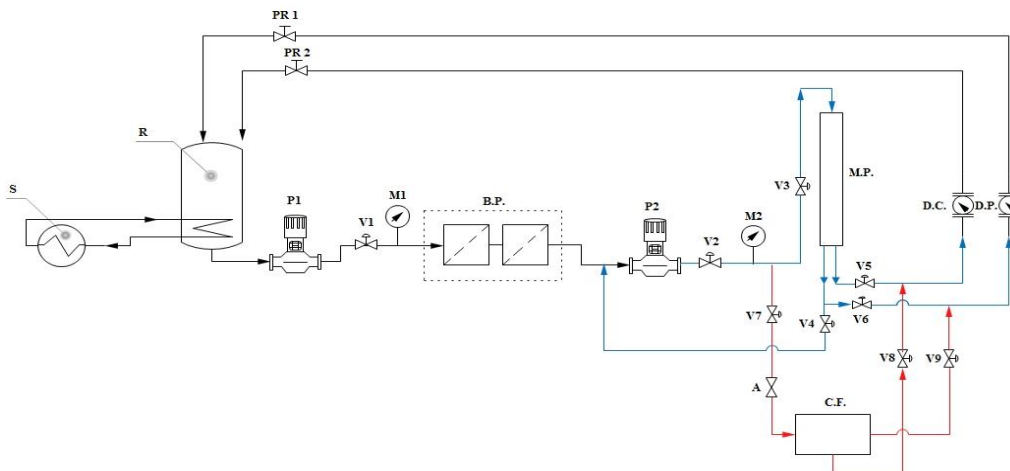 PR 1
PR 2
R
S
P1
M1
V1
B.P.
P2
V2
M2
V3
M.P.
D.C.
D.P.
V5
V6
V4
V7
V8
V9
A
C.F.